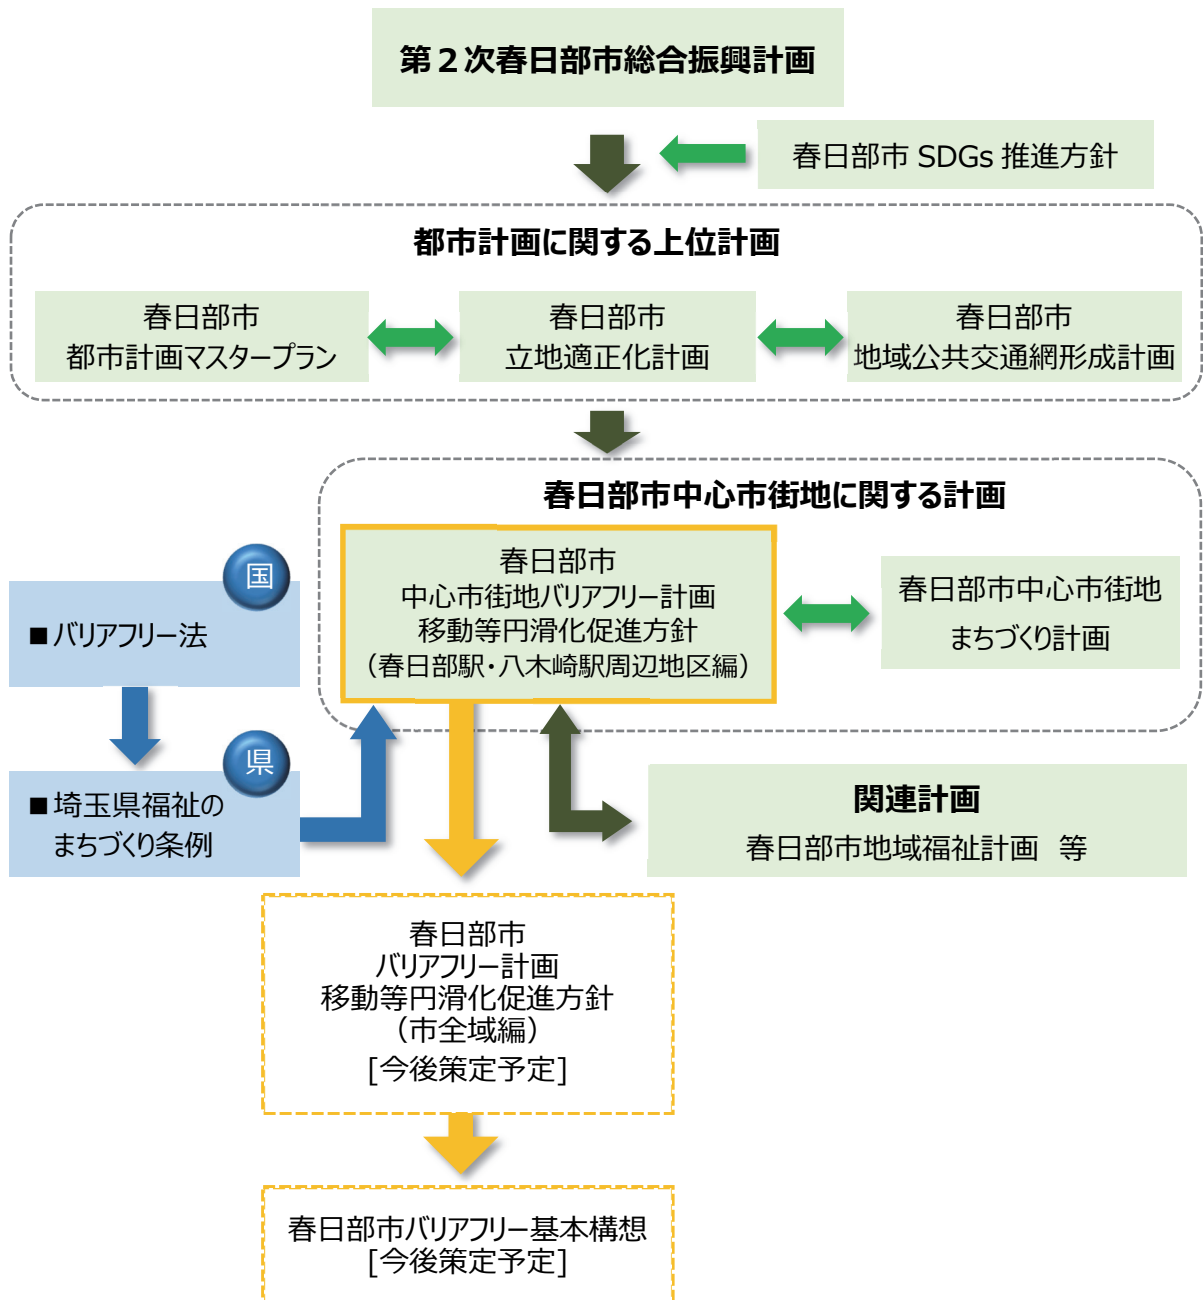 第２次春日部市総合振興計画
春日部市 SDGs 推進方針
都市計画に関する上位計画
春日部市
都市計画マスタープラン
春日部市
立地適正化計画
春日部市
地域公共交通網形成計画
春日部市中心市街地に関する計画
春日部市
中心市街地バリアフリー計画
移動等円滑化促進方針
（春日部駅・八木崎駅周辺地区編）
春日部市中心市街地
まちづくり計画
国
■バリアフリー法
県
■埼玉県福祉の
まちづくり条例
関連計画
春日部市地域福祉計画　等
春日部市
バリアフリー計画
移動等円滑化促進方針
（市全域編）
[今後策定予定]
春日部市バリアフリー基本構想
[今後策定予定]